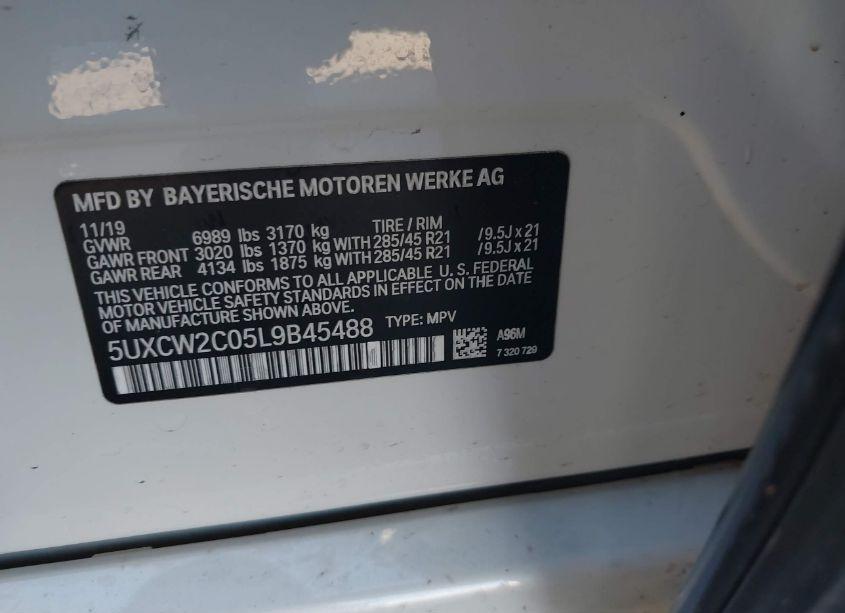 MFD BY BAYERISCHE MOTOREN WERKE AG
11/19 TIRE / RIM
GVWR 6989 lbs 3170 kg
GAWR FRONT 3020 lbs 1370 kg WITH 285/45 R21 /9.5J x 21
GAWR REAR 4134 lbs 1875 kg WITH 285/45 R21 /9.5J x 21
THIS VEHICLE CONFORMS TO ALL APPLICABLE U. S. FEDERAL
MOTOR VEHICLE SAFETY STANDARDS IN EFFECT ON THE DATE
OF MANUFACTURE SHOWN ABOVE.
5UXCW2C05L9B45488 TYPE: MPV
A96M
7 320 729